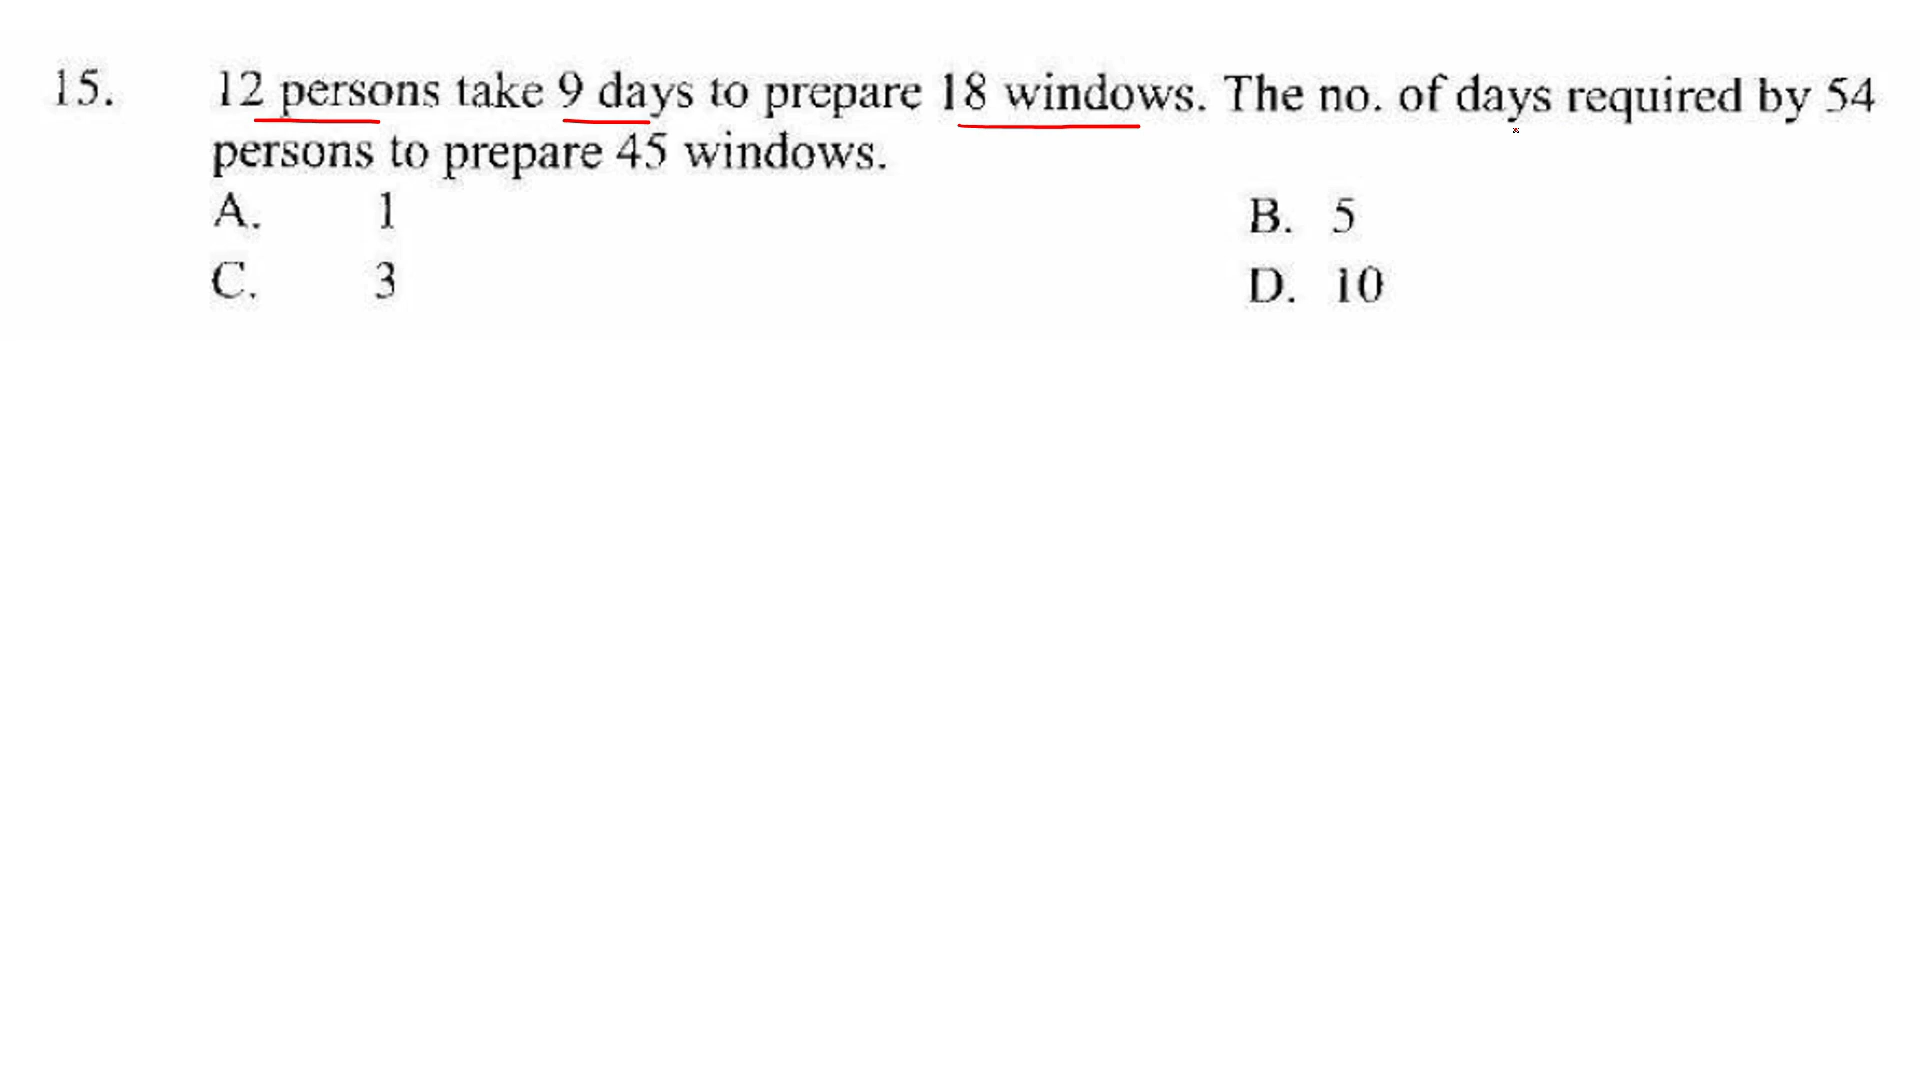 15. 12 persons take 9 days to prepare 18 windows. The no. of days required by 54
persons to prepare 45 windows.
A. 1 B. 5
C. 3 D. 10